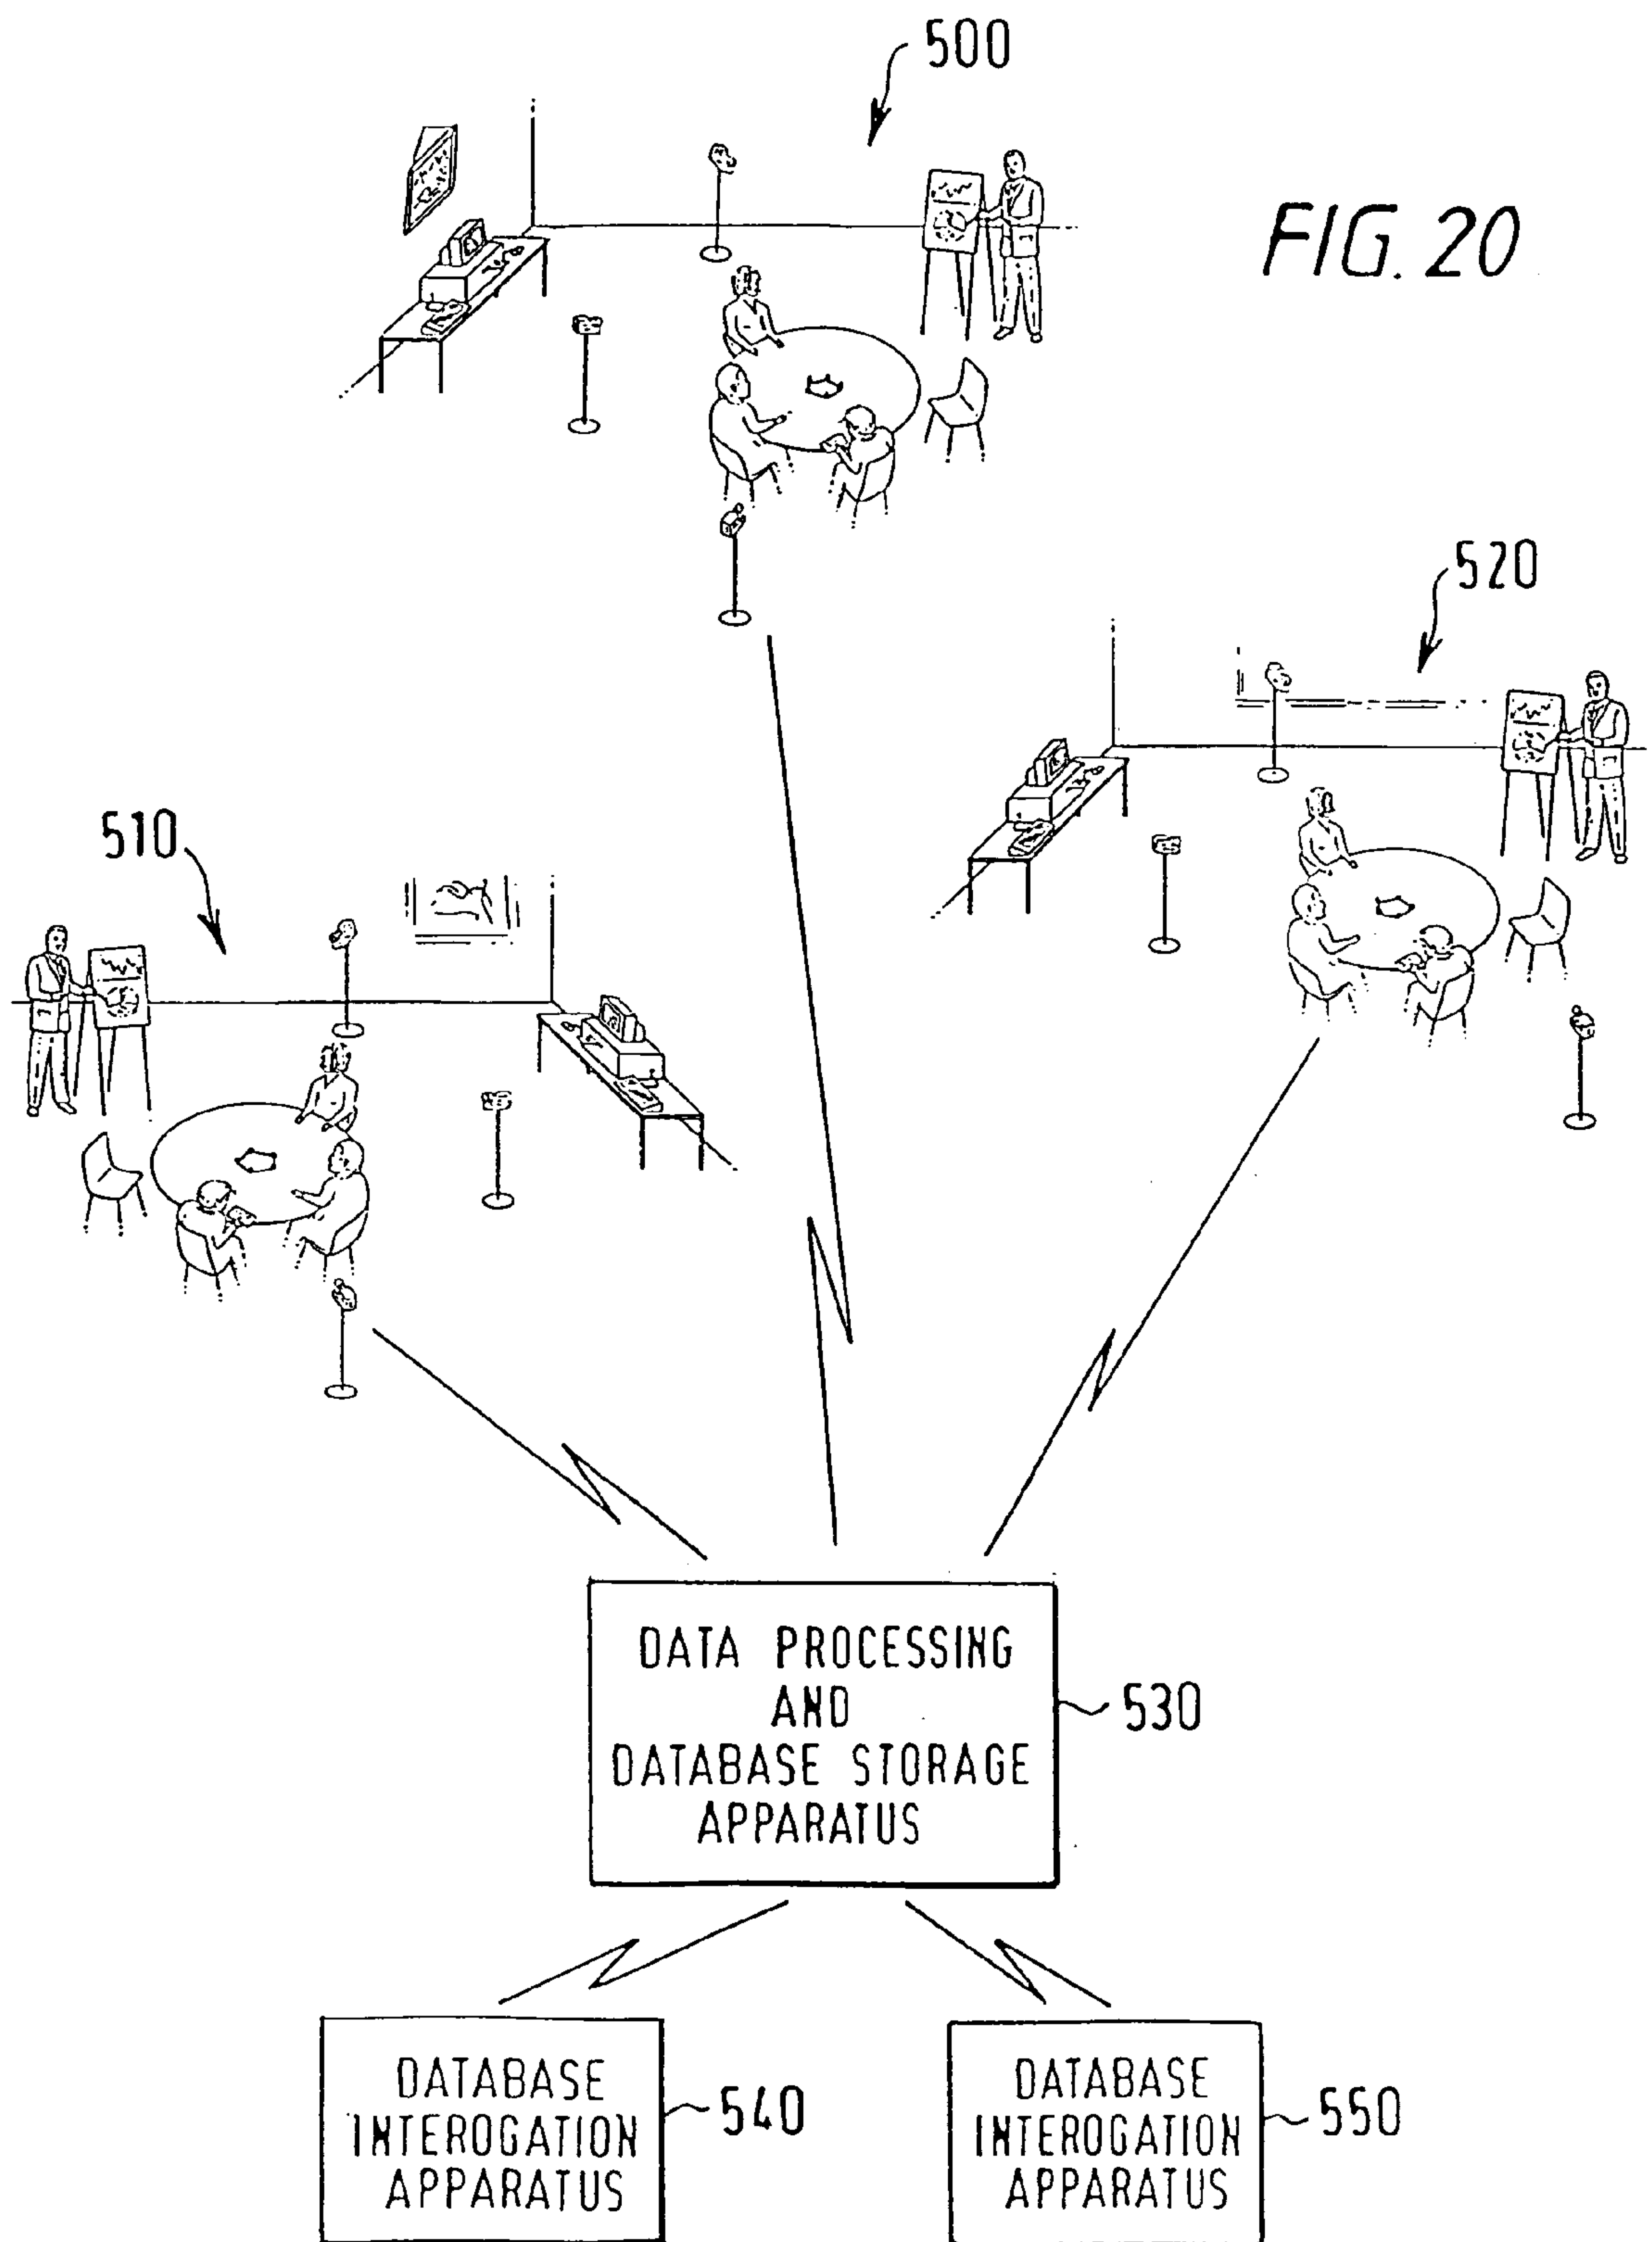 500
FIG. 20
520
510
DATA PROCESSING
AND
DATABASE STORAGE
APPARATUS
530
DATABASE
INTEROGATION
APPARATUS
540
DATABASE
INTEROGATION
APPARATUS
550